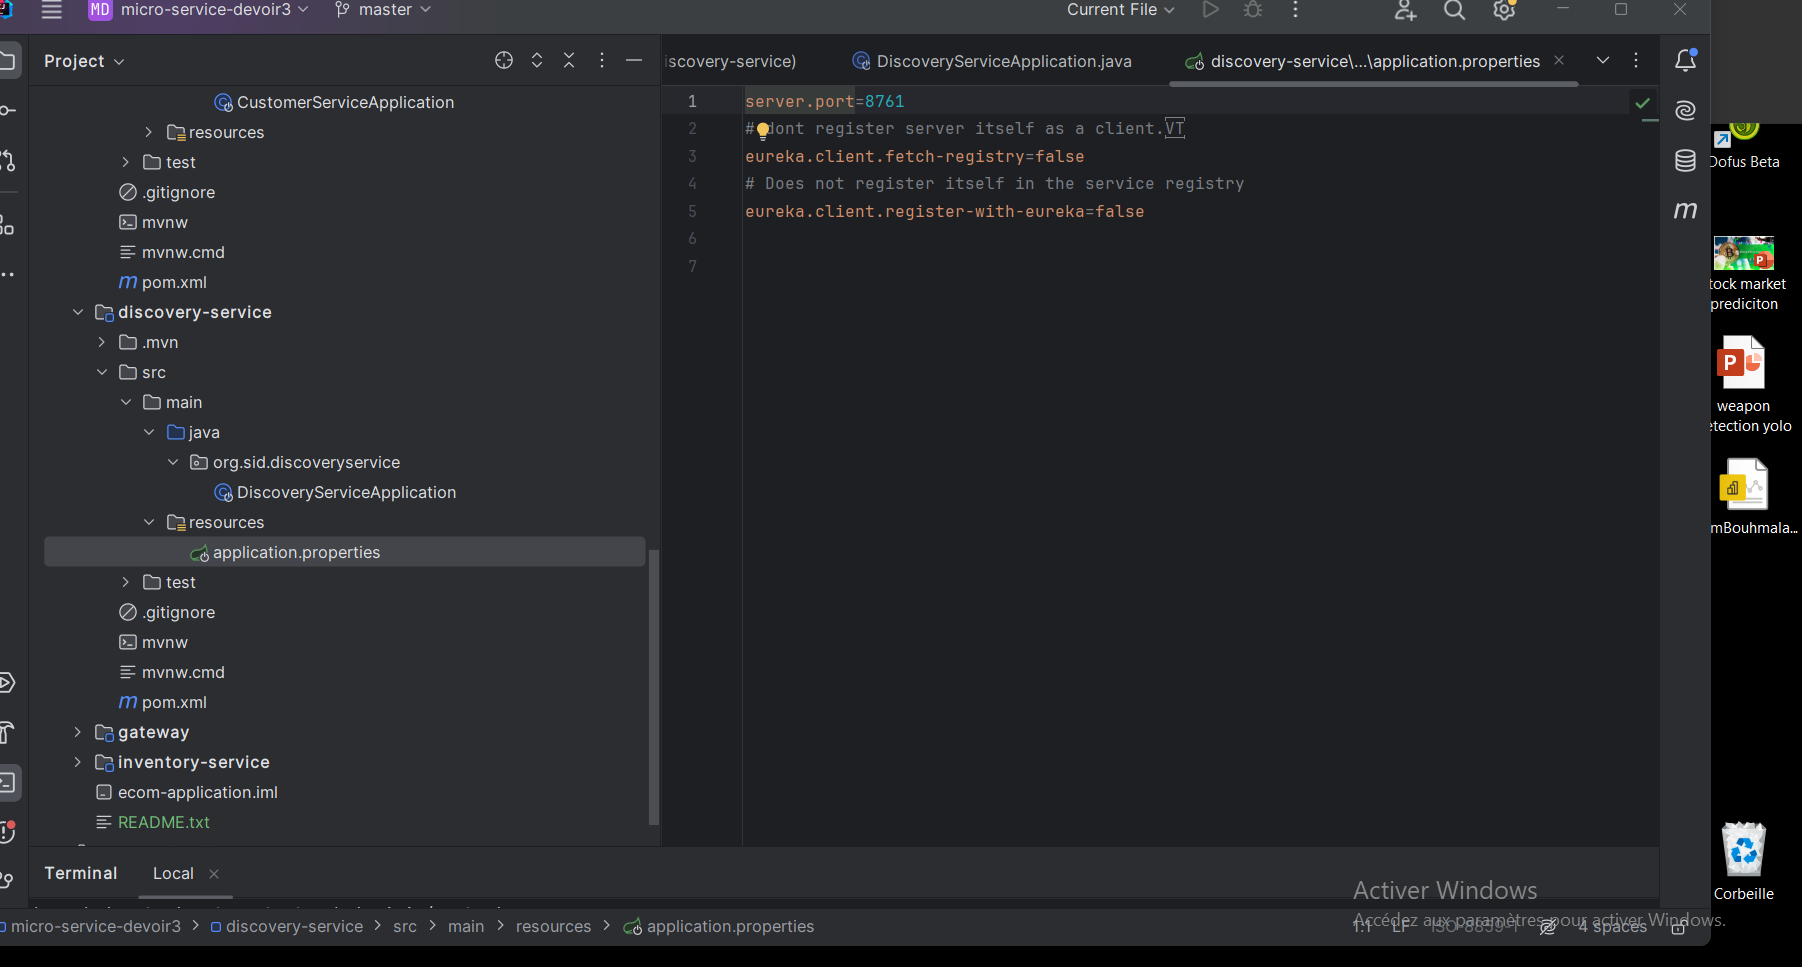 MD micro-service-devoir3 master Current File
Project
iscovery-service) DiscoveryServiceApplication.java discovery-service\...\application.properties
CustomerServiceApplication
resources
test
.gitignore
mvnw
mvnw.cmd
pom.xml
discovery-service
.mvn
src
main
java
org.sid.discoveryservice
DiscoveryServiceApplication
resources
application.properties
test
.gitignore
mvnw
mvnw.cmd
pom.xml
gateway
inventory-service
ecom-application.iml
README.txt
1 server.port=8761
2 # dont register server itself as a client.VT
3 eureka.client.fetch-registry=false
4 # Does not register itself in the service registry
5 eureka.client.register-with-eureka=false
6
7
m
Dofus Beta
tock market
prediciton
weapon
etection yolo
mBouhmala...
Corbeille
Terminal Local
Activer Windows
Accédez aux paramètres pour activer Windows.
micro-service-devoir3 > discovery-service > src > main > resources > application.properties
1:1 LF ISO-8859-1 4 spaces